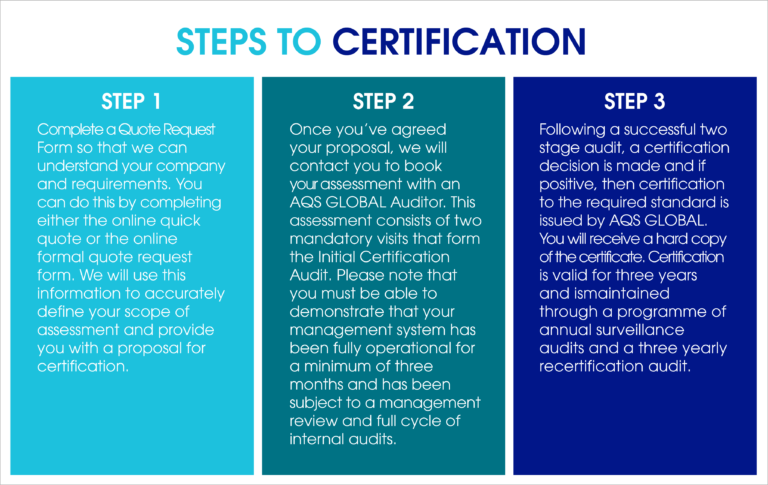 STEPS TO CERTIFICATION
STEP 1
Complete a Quote Request
Form so that we can
understand your company
and requirements. You
can do this by completing
either the online quick
quote or the online
formal quote request
form. We will use this
information to accurately
define your scope of
assessment and provide
you with a proposal for
certification.
STEP 2
Once you’ve agreed
your proposal, we will
contact you to book
your assessment with an
AQS GLOBAL Auditor. This
assessment consists of two
mandatory visits that form
the Initial Certification
Audit. Please note that
you must be able to
demonstrate that your
management system has
been fully operational for
a minimum of three
months and has been
subject to a management
review and full cycle of
internal audits.
STEP 3
Following a successful two
stage audit, a certification
decision is made and if
positive, then certification
to the required standard is
issued by AQS GLOBAL.
You will receive a hard copy
of the certificate. Certification
is valid for three years
and ismaintained
through a programme of
annual surveillance
audits and a three yearly
recertification audit.